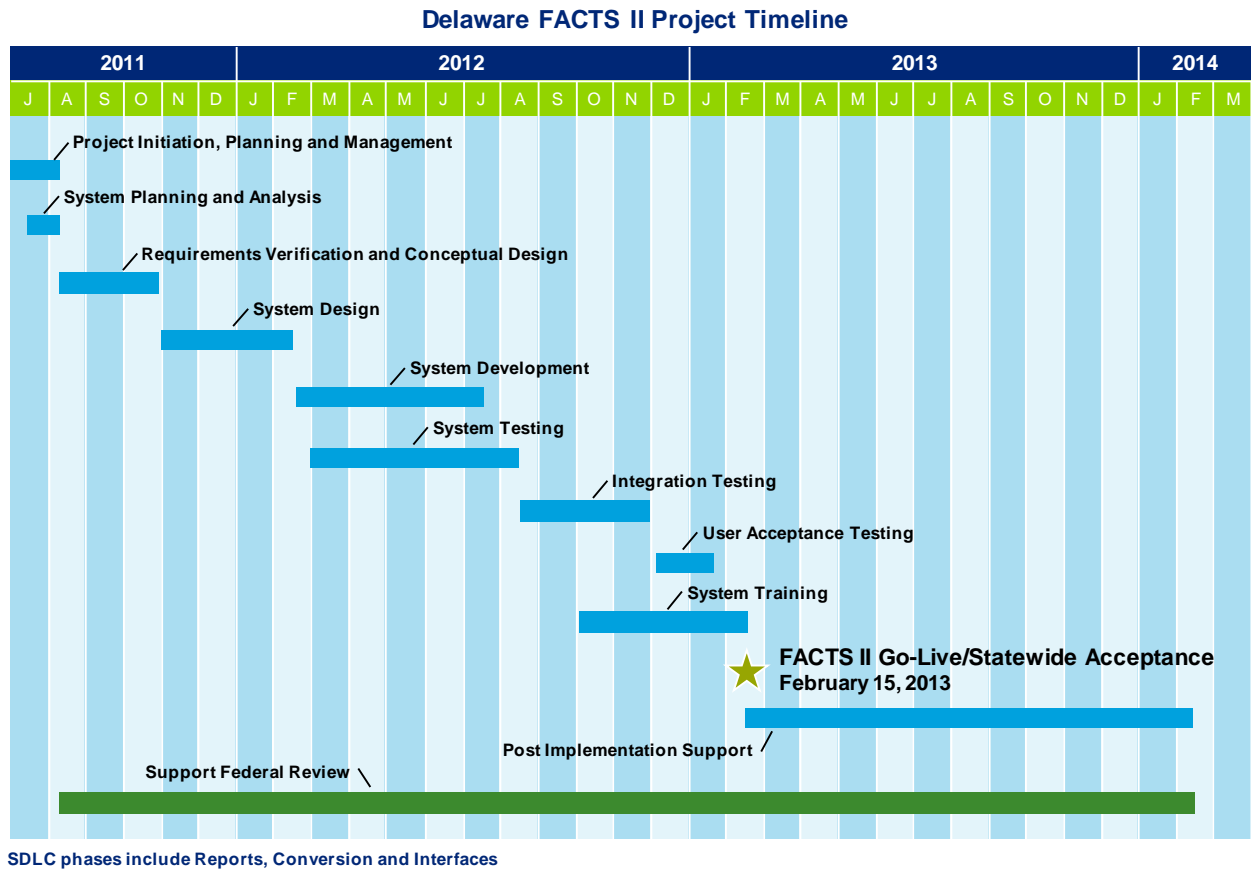 Delaware FACTS II Project Timeline
2011 2012 2013 2014
J A S O N D J F M A M J J A S O N D J F M A M J J A S O N D J F M
Project Initiation, Planning and Management
System Planning and Analysis
Requirements Verification and Conceptual Design
System Design
System Development
System Testing
Integration Testing
User Acceptance Testing
System Training
FACTS II Go-Live/Statewide Acceptance
February 15, 2013
Post Implementation Support
Support Federal Review
SDLC phases include Reports, Conversion and Interfaces